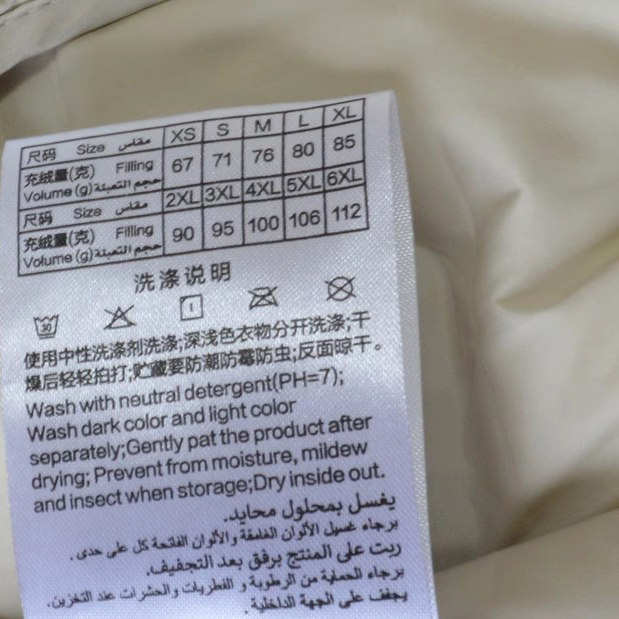 尺码 Size مقاس XS S M L XL
充绒量(克) Filling Volume (g) حجم التعبئة 67 71 76 80 85
尺码 Size مقاس 2XL 3XL 4XL 5XL 6XL
充绒量(克) Filling Volume (g) حجم التعبئة 90 95 100 106 112
洗涤说明
30
使用中性洗涤剂洗涤;深浅色衣物分开洗涤;干
燥后轻轻拍打;贮藏要防潮防霉防虫;反面晾干。
Wash with neutral detergent(PH=7);
Wash dark color and light color
separately;Gently pat the product after
drying; Prevent from moisture, mildew
and insect when storage;Dry inside out.
يغسل بمحلول محايد.
برجاء غسيل الألوان الغامقة والألوان الفاتحة كل على حدى.
ربت على المنتج برفق بعد التجفيف.
برجاء الحماية من الرطوبة و الفطريات والحشرات عند التخزين.
يجفف على الجهة الداخلية.